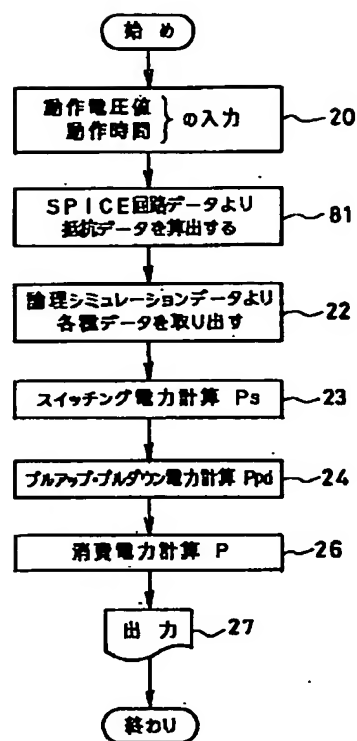 始め
動作電圧値
動作時間
}の入力
20
SPICE回路データより
抵抗データを算出する
81
論理シミュレーションデータより
各種データを取り出す
22
スイッチング電力計算 Ps
23
プルアップ・プルダウン電力計算 Ppd
24
消費電力計算 P
26
出力
27
終わり